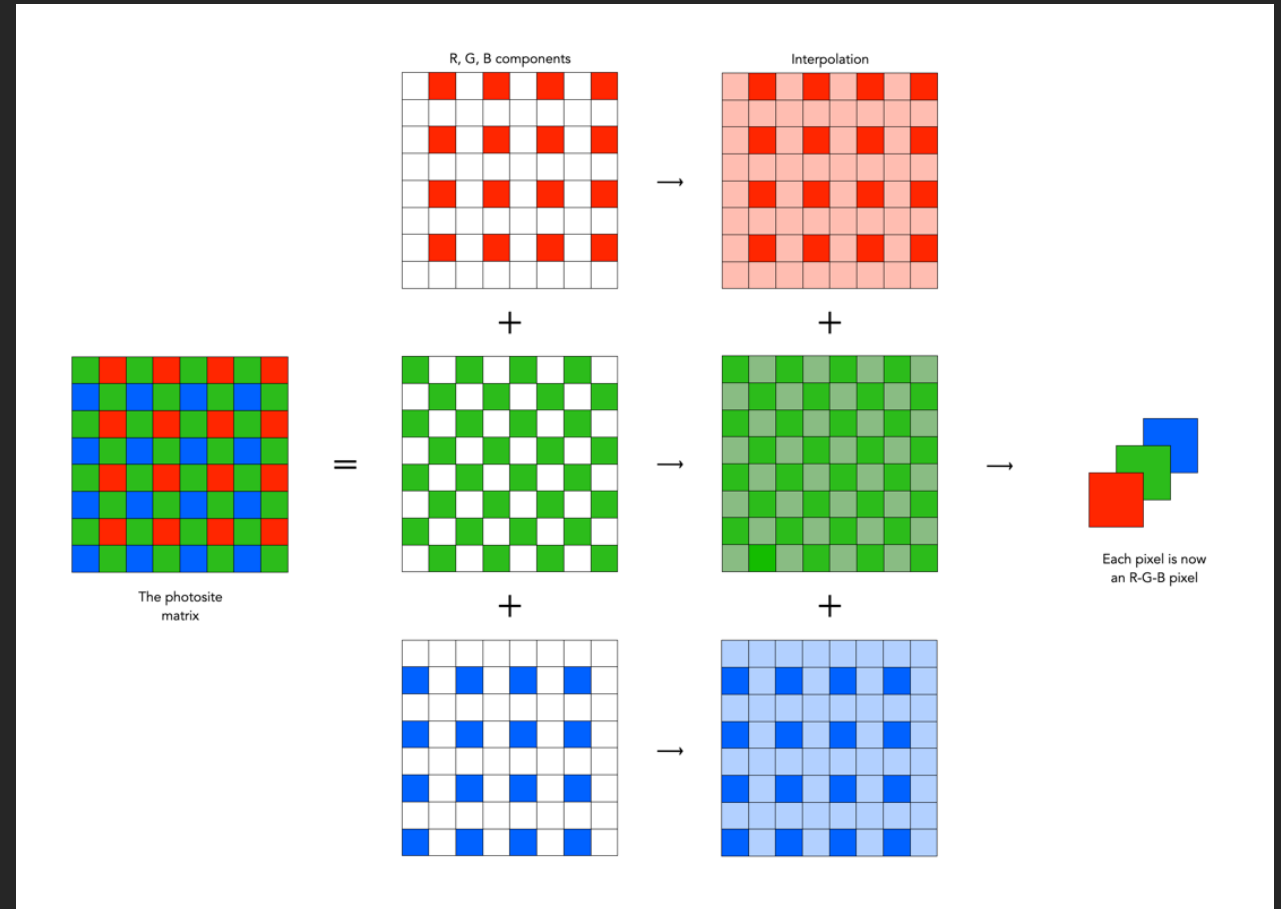 R, G, B components
Interpolation
The photosite
matrix
Each pixel is now
an R-G-B pixel